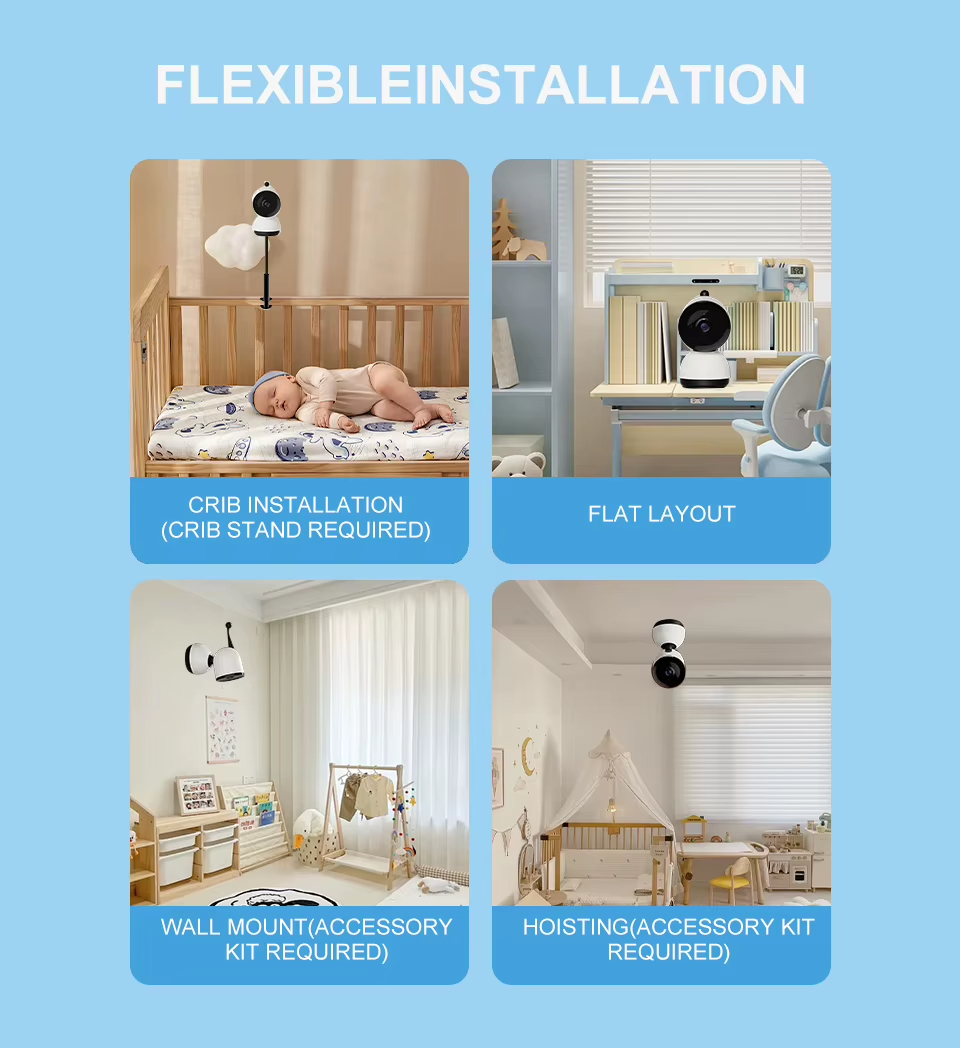 FLEXIBLEINSTALLATION
CRIB INSTALLATION
(CRIB STAND REQUIRED)
FLAT LAYOUT
WALL MOUNT(ACCESSORY
KIT REQUIRED)
HOISTING(ACCESSORY KIT
REQUIRED)